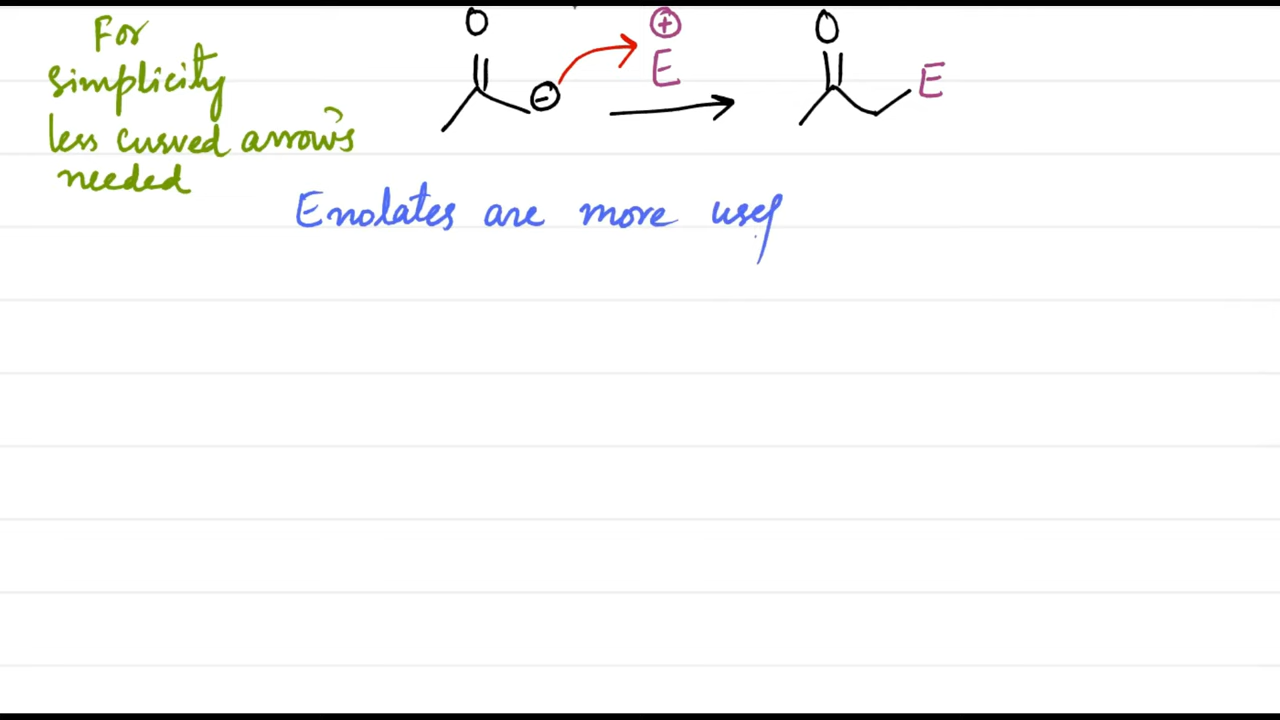 For
simplicity
less curved arrows
needed
O
⊖
⊕
E
O
E
Enolates are more usef